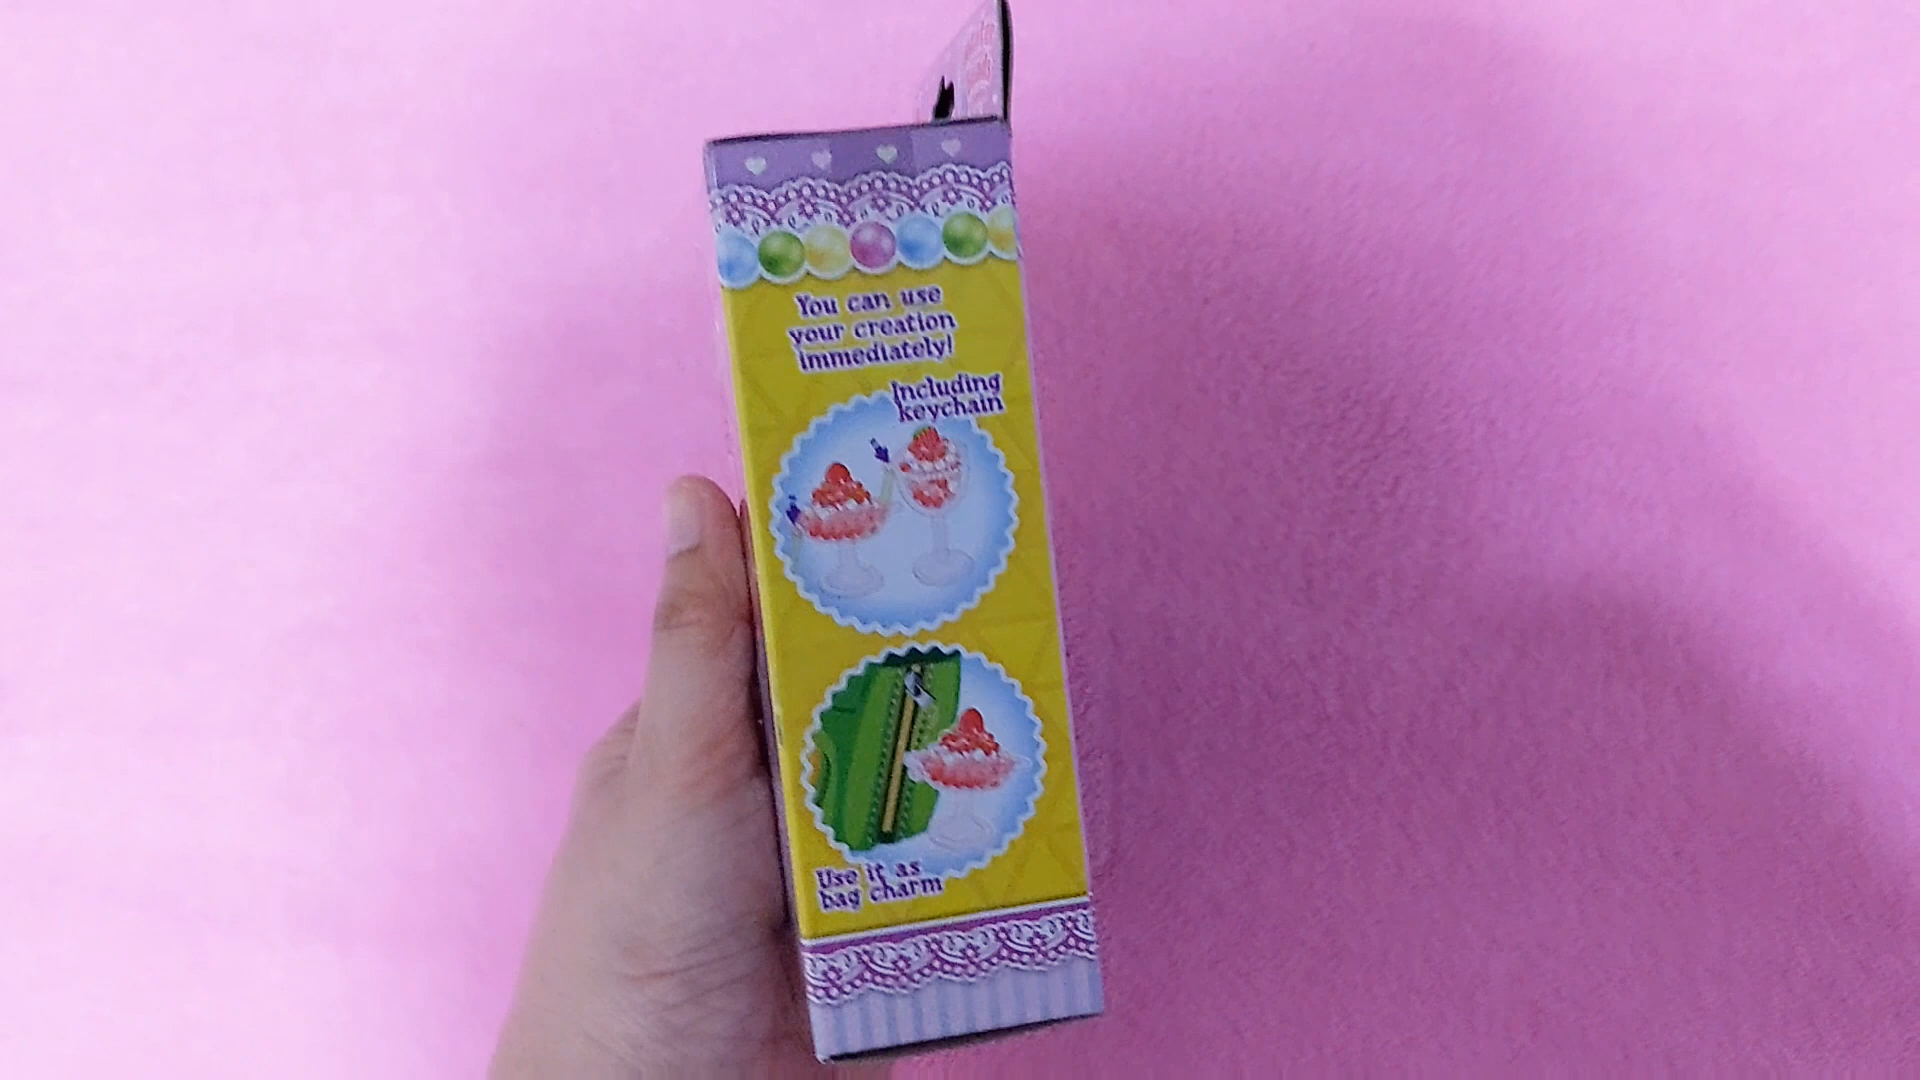 You can use
your creation
immediately!
Including
keychain
Use it as
bag charm